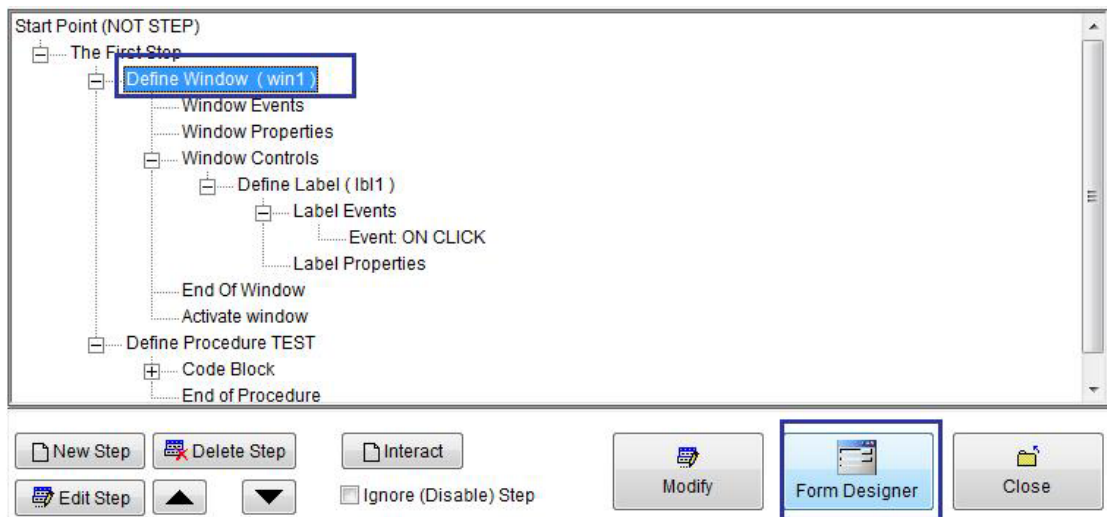 Start Point (NOT STEP)
The First Step
Define Window  ( win1 )
Window Events
Window Properties
Window Controls
Define Label ( lbl1 )
Label Events
Event: ON CLICK
Label Properties
End Of Window
Activate window
Define Procedure TEST
Code Block
End of Procedure
New Step Delete Step Interact
Edit Step Ignore (Disable) Step
Modify Form Designer Close